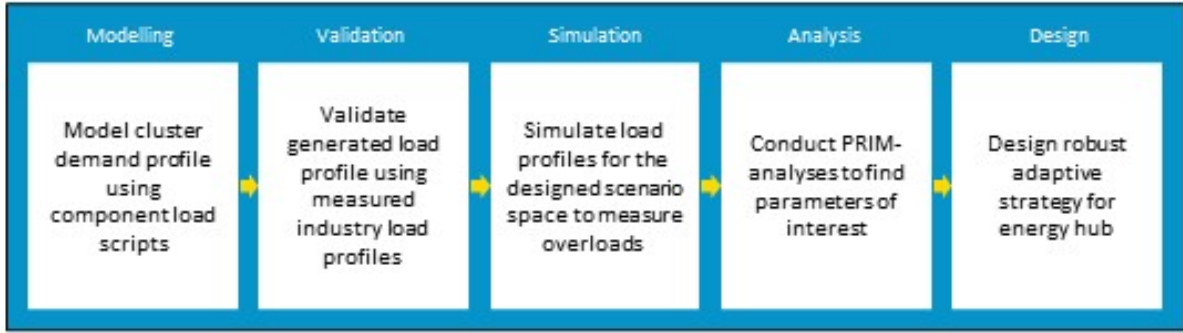 Modelling
Model cluster
demand profile
using
component load
scripts
Validation
Validate
generated load
profile using
measured
industry load
profiles
Simulation
Simulate load
profiles for the
designed scenario
space to measure
overloads
Analysis
Conduct PRIM-
analyses to find
parameters of
interest
Design
Design robust
adaptive
strategy for
energy hub